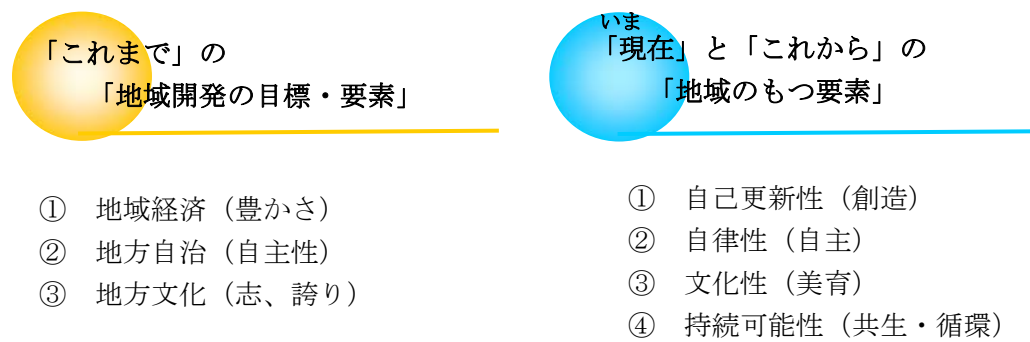 「これまで」の
「地域開発の目標・要素」
① 地域経済（豊かさ）
② 地方自治（自主性）
③ 地方文化（志、誇り）
いま
「現在」と「これから」の
「地域のもつ要素」
① 自己更新性（創造）
② 自律性（自主）
③ 文化性（美育）
④ 持続可能性（共生・循環）